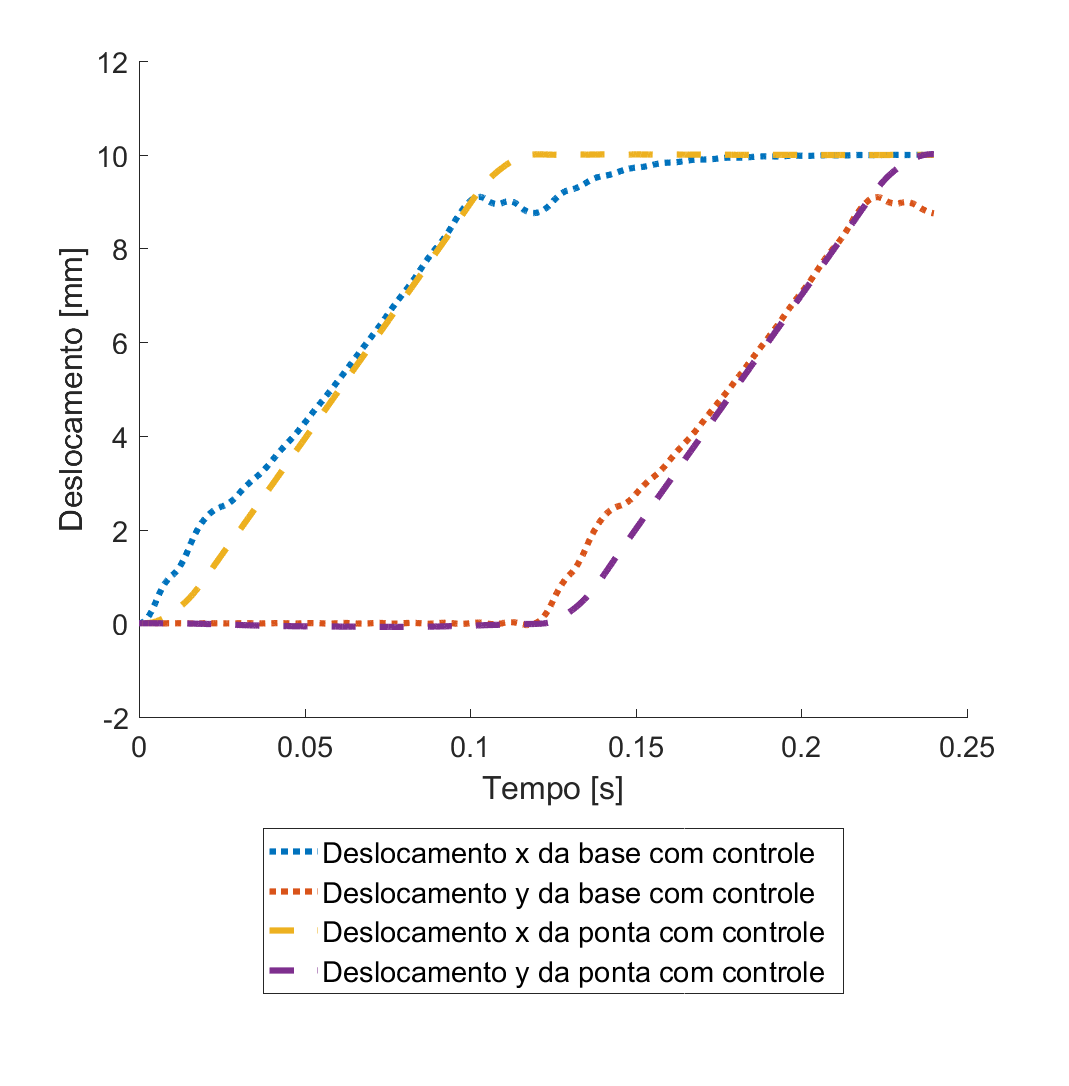 12
10
8
6
4
2
0
-2
Deslocamento [mm]
0 0.05 0.1 0.15 0.2 0.25
Tempo [s]
Deslocamento x da base com controle
Deslocamento y da base com controle
Deslocamento x da ponta com controle
Deslocamento y da ponta com controle